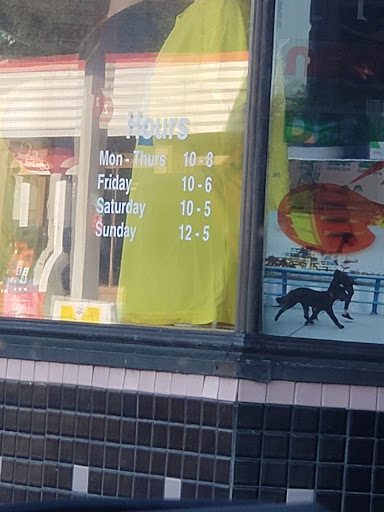 Hours
Mon - Thurs 10 - 8
Friday 10 - 6
Saturday 10 - 5
Sunday 12 - 5